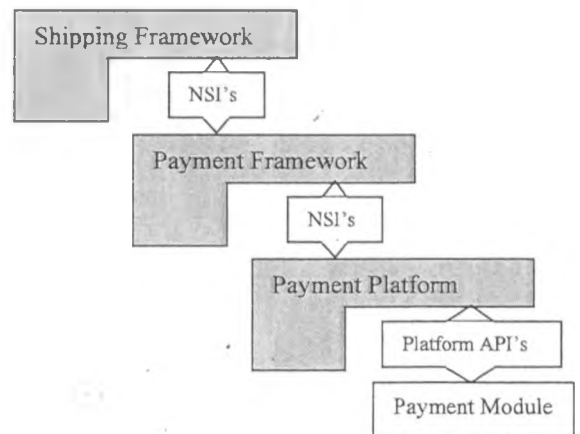 Shipping Framework
NSI's
Payment Framework
NSI's
Payment Platform
Platform API's
Payment Module